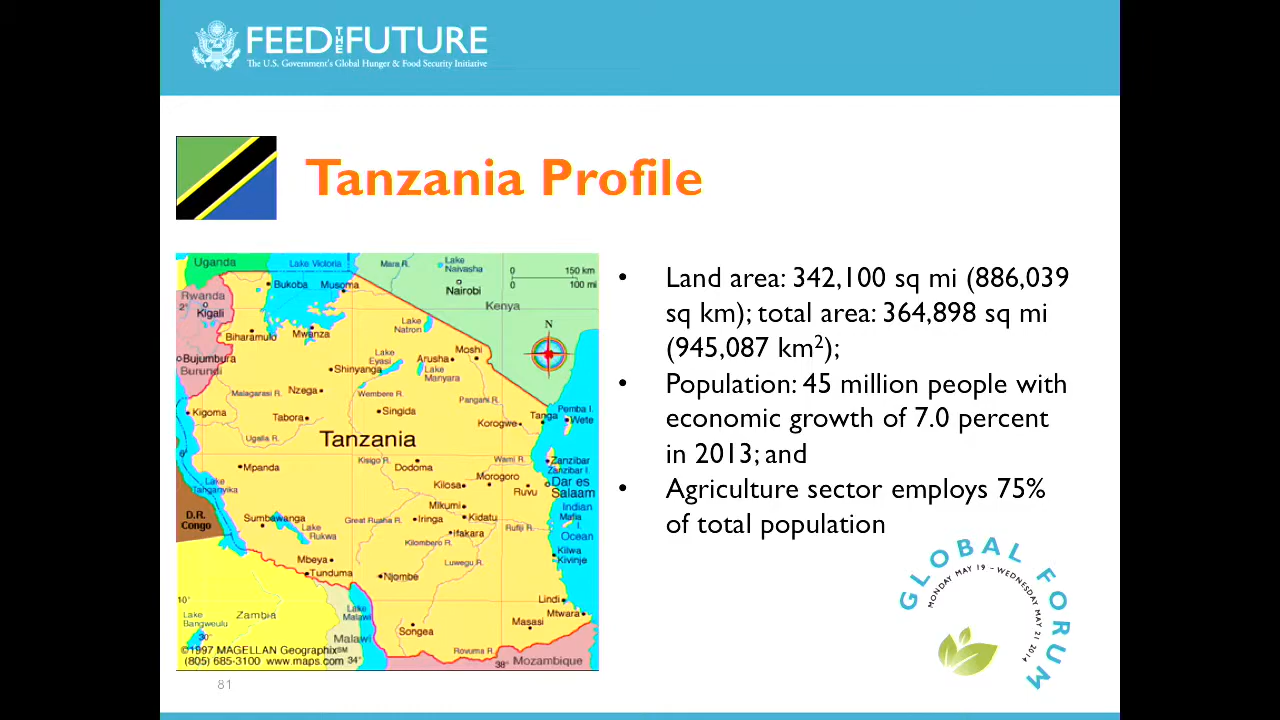 FEED THE FUTURE
The U.S. Government's Global Hunger & Food Security Initiative
Tanzania Profile
Land area: 342,100 sq mi (886,039
sq km); total area: 364,898 sq mi
(945,087 km²);
Population: 45 million people with
economic growth of 7.0 percent
in 2013; and
Agriculture sector employs 75%
of total population
Uganda
Lake Victoria
Mara R.
Lake
Naivasha
0
150 km
0
100 mi
Bukoba
Musoma
Nairobi
Rwanda
2°
Kigali
Kenya
Lake
Natron
N
Biharamulo
Mwanza
Bujumbura
Burundi
Lake
Eyasi
Arusha
Moshi
Shinyanga
Lake
Manyara
Nzega
Malagarasi R.
Wembere R.
Pangani R.
Kigoma
Tabora
Singida
Korogwe
Tanga
Pemba I.
Wete
Ugalla R.
Tanzania
6°
Mpanda
Kisigo R.
Dodoma
Wami R.
Zanzibar
Zanzibar I.
Lake
Tanganyika
Kilosa
Morogoro
Ruvu
Dar es
Salaam
D.R.
Congo
Sumbawanga
Lake
Rukwa
Great Ruaha R.
Mikumi
Iringa
Kidatu
Rufiji R.
Indian
Mafia
I.
Ocean
Ifakara
Kilombero R.
Mbeya
Tunduma
Njombe
Luwegu R.
Kilwa
Kivinje
10°
Lake
Bangweulu
Zambia
30°
Lake
Malawi
Malawi
34°
Songea
Lindi
Mtwara
Masasi
Rovuma R.
38°
Mozambique
©1997 MAGELLAN Geographix℠
(805) 685-3100 www.maps.com
GLOBAL FORUM
MONDAY MAY 19 – WEDNESDAY MAY 21, 2014
81